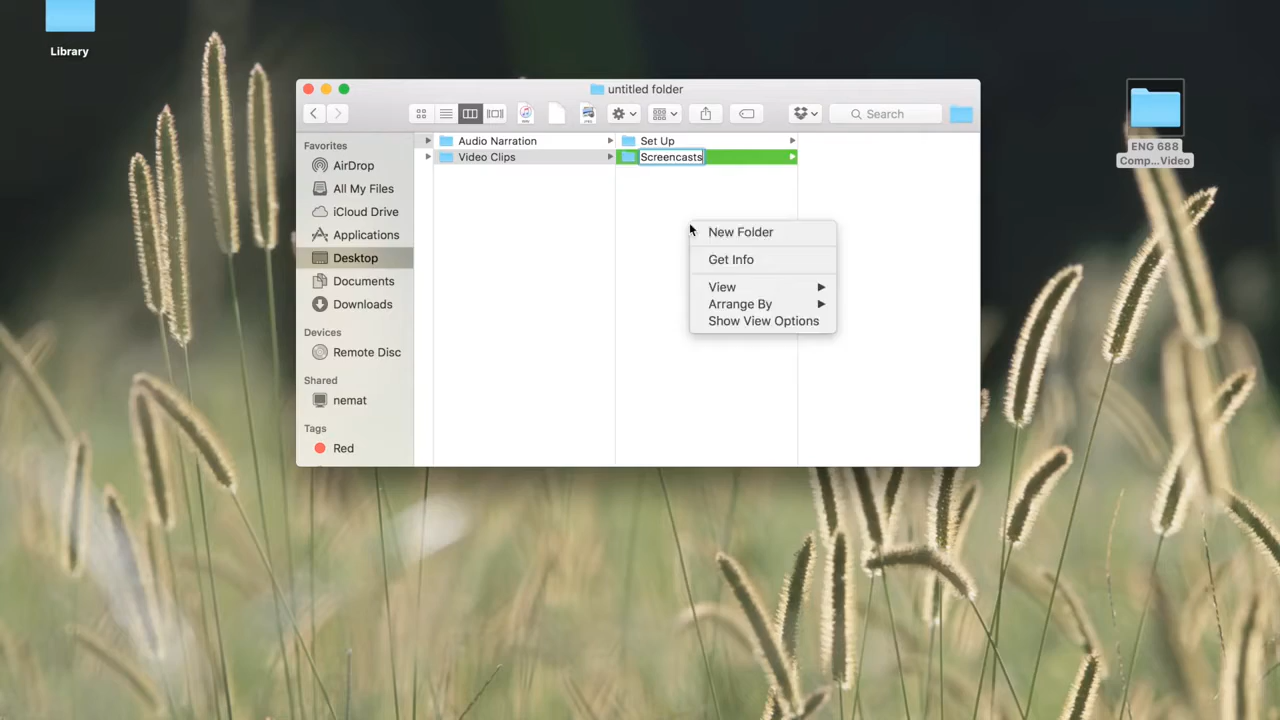 Library
untitled folder
Search
Favorites
AirDrop
All My Files
iCloud Drive
Applications
Desktop
Documents
Downloads
Devices
Remote Disc
Shared
nemat
Tags
Red
Audio Narration
Video Clips
Set Up
Screencasts
New Folder
Get Info
View
Arrange By
Show View Options
ENG 688
Comp...Video